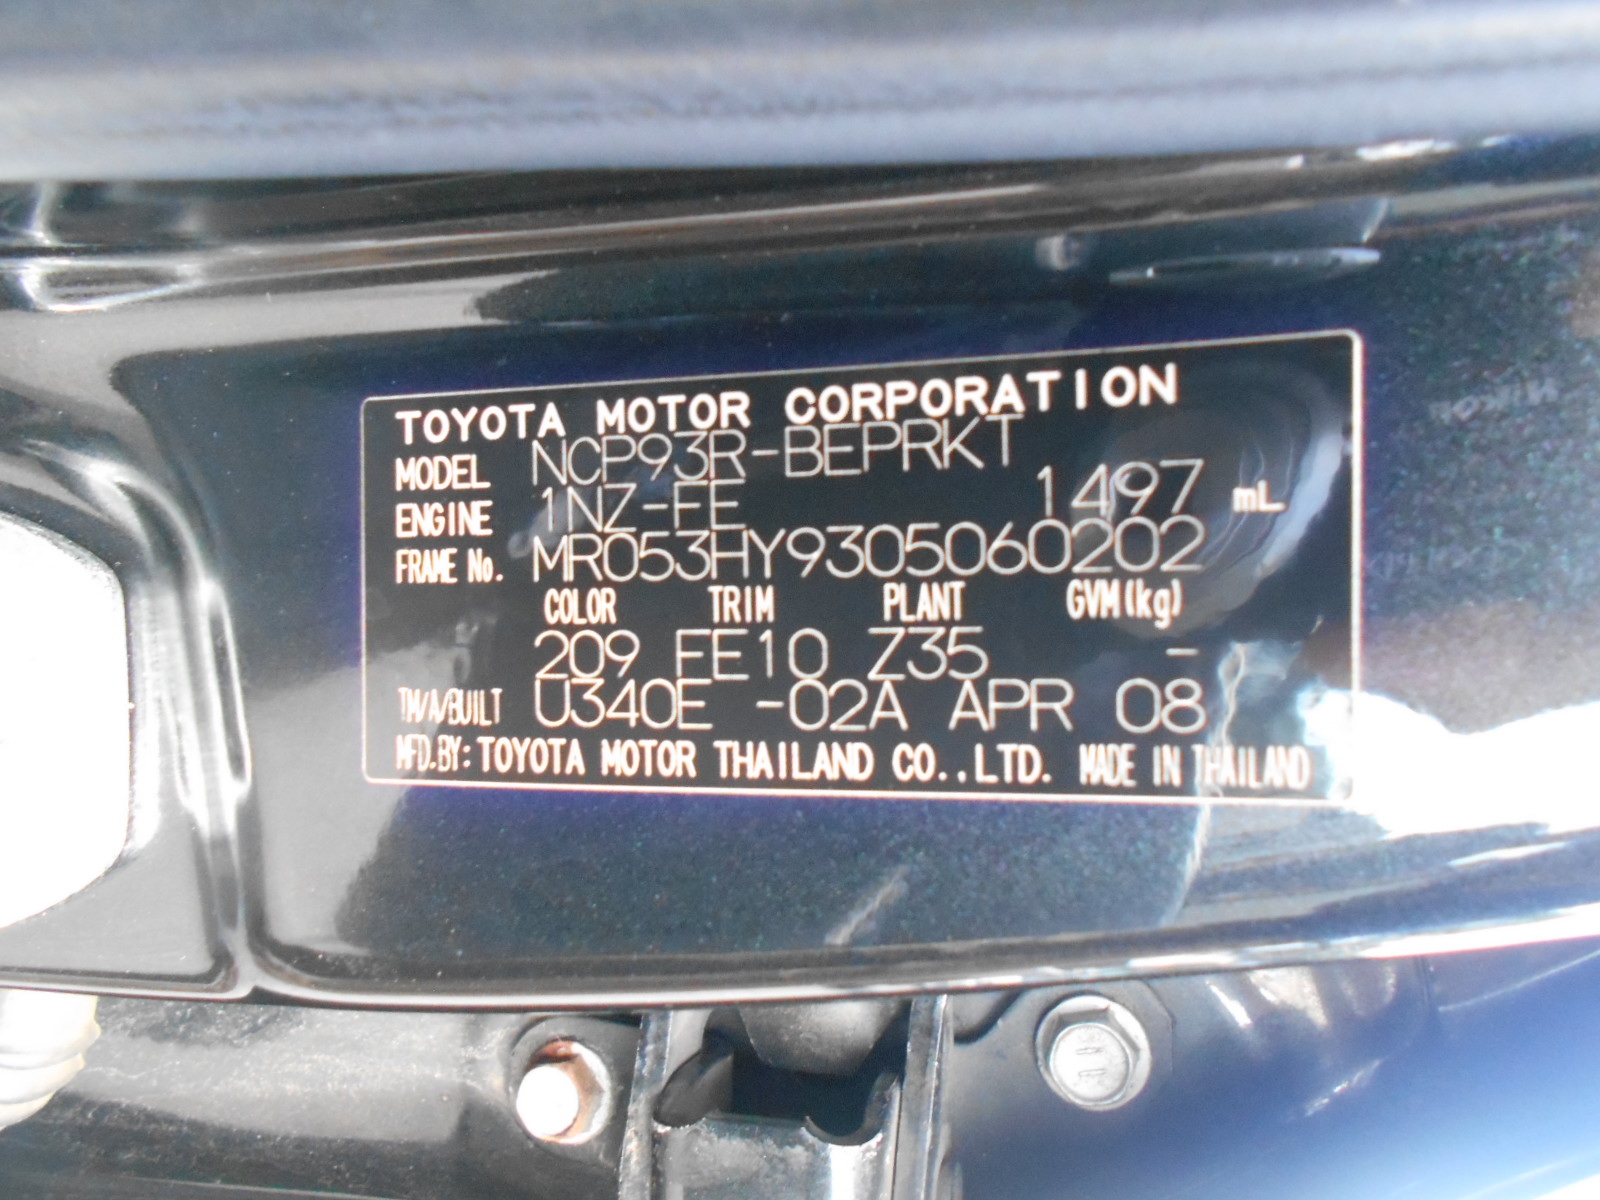 TOYOTA MOTOR CORPORATION
MODEL NCP93R-BEPRKT
ENGINE 1NZ-FE 1497 mL
FRAME No. MR053HY9305060202
COLOR TRIM PLANT GVM(kg)
209 FE10 Z35 -
TM/A/BUILT U340E -02A APR 08
MFD.BY: TOYOTA MOTOR THAILAND CO.,LTD. MADE IN THAILAND